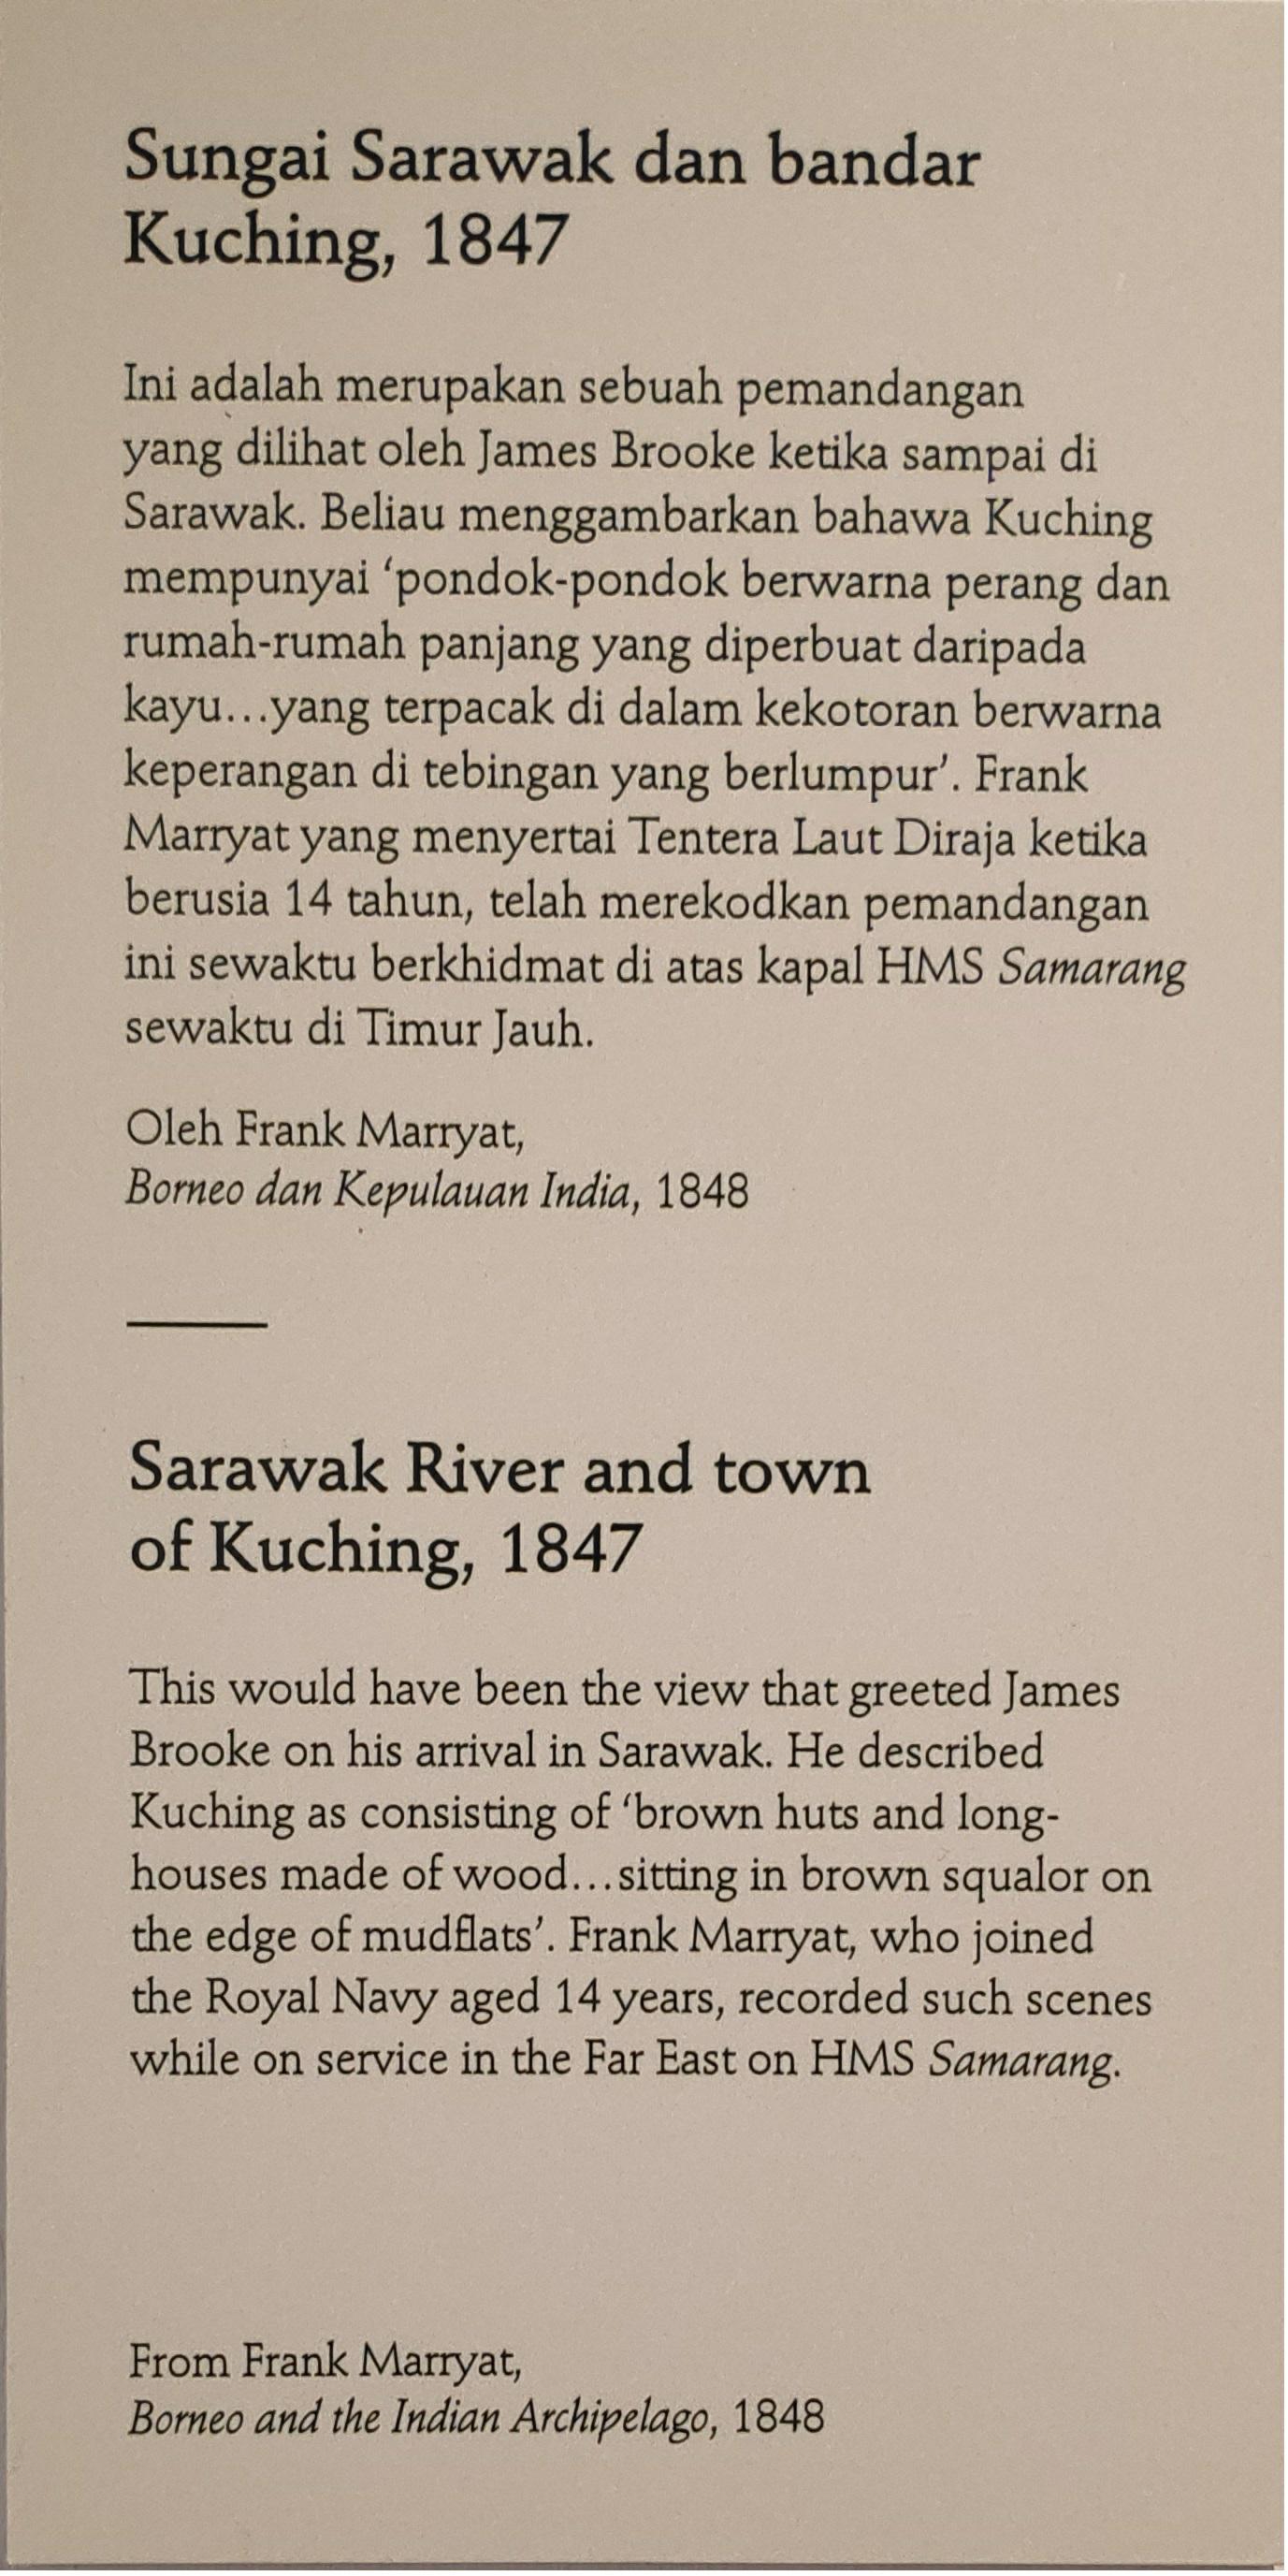 Sungai Sarawak dan bandar
Kuching, 1847
Ini adalah merupakan sebuah pemandangan
yang dilihat oleh James Brooke ketika sampai di
Sarawak. Beliau menggambarkan bahawa Kuching
mempunyai ‘pondok-pondok berwarna perang dan
rumah-rumah panjang yang diperbuat daripada
kayu...yang terpacak di dalam kekotoran berwarna
keperangan di tebingan yang berlumpur’. Frank
Marryat yang menyertai Tentera Laut Diraja ketika
berusia 14 tahun, telah merekodkan pemandangan
ini sewaktu berkhidmat di atas kapal HMS Samarang
sewaktu di Timur Jauh.
Oleh Frank Marryat,
Borneo dan Kepulauan India, 1848
Sarawak River and town
of Kuching, 1847
This would have been the view that greeted James
Brooke on his arrival in Sarawak. He described
Kuching as consisting of ‘brown huts and long-
houses made of wood...sitting in brown squalor on
the edge of mudflats’. Frank Marryat, who joined
the Royal Navy aged 14 years, recorded such scenes
while on service in the Far East on HMS Samarang.
From Frank Marryat,
Borneo and the Indian Archipelago, 1848